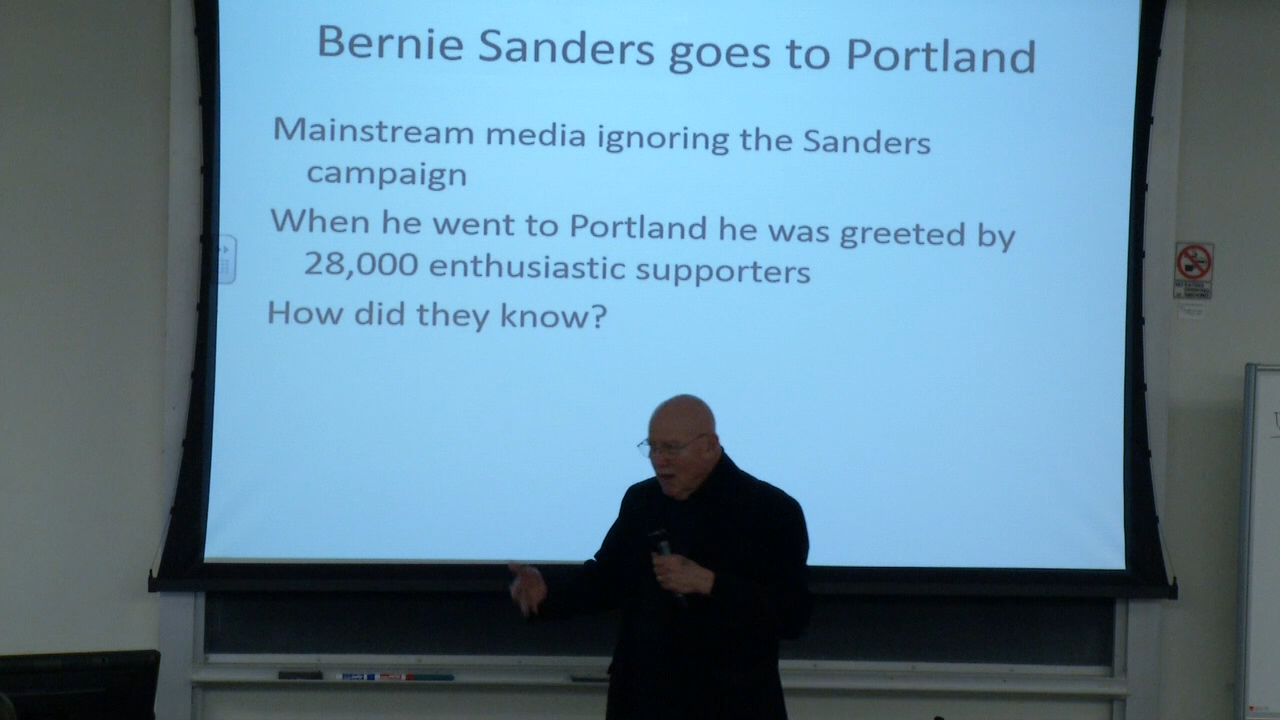 Bernie Sanders goes to Portland
Mainstream media ignoring the Sanders
campaign
When he went to Portland he was greeted by
28,000 enthusiastic supporters
How did they know?